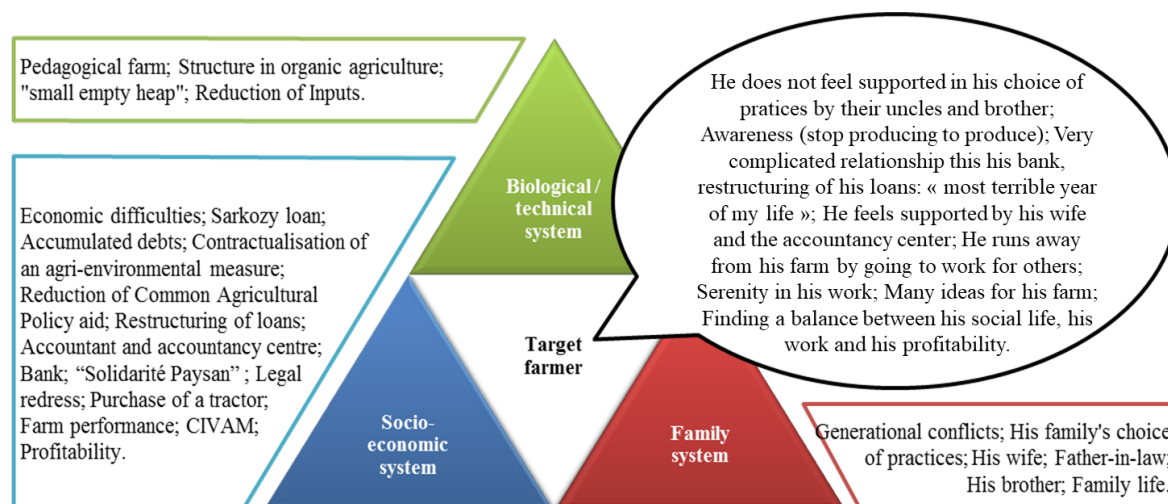 Pedagogical farm; Structure in organic agriculture;
"small empty heap"; Reduction of Inputs.
He does not feel supported in his choice of
pratices by their uncles and brother;
Awareness (stop producing to produce); Very
complicated relationship this his bank,
restructuring of his loans: « most terrible year
of my life »; He feels supported by his wife
and the accountancy center; He runs away
from his farm by going to work for others;
Serenity in his work; Many ideas for his farm;
Finding a balance between his social life, his
work and his profitability.
Biological /
technical
system
Economic difficulties; Sarkozy loan;
Accumulated debts; Contractualisation of
an agri-environmental measure;
Reduction of Common Agricultural
Policy aid; Restructuring of loans;
Accountant and accountancy centre;
Bank; “Solidarité Paysan” ; Legal
redress; Purchase of a tractor;
Farm performance; CIVAM;
Profitability.
Target
farmer
Socio-
economic
system
Family
system
Generational conflicts; His family's choice
of practices; His wife; Father-in-law;
His brother; Family life.